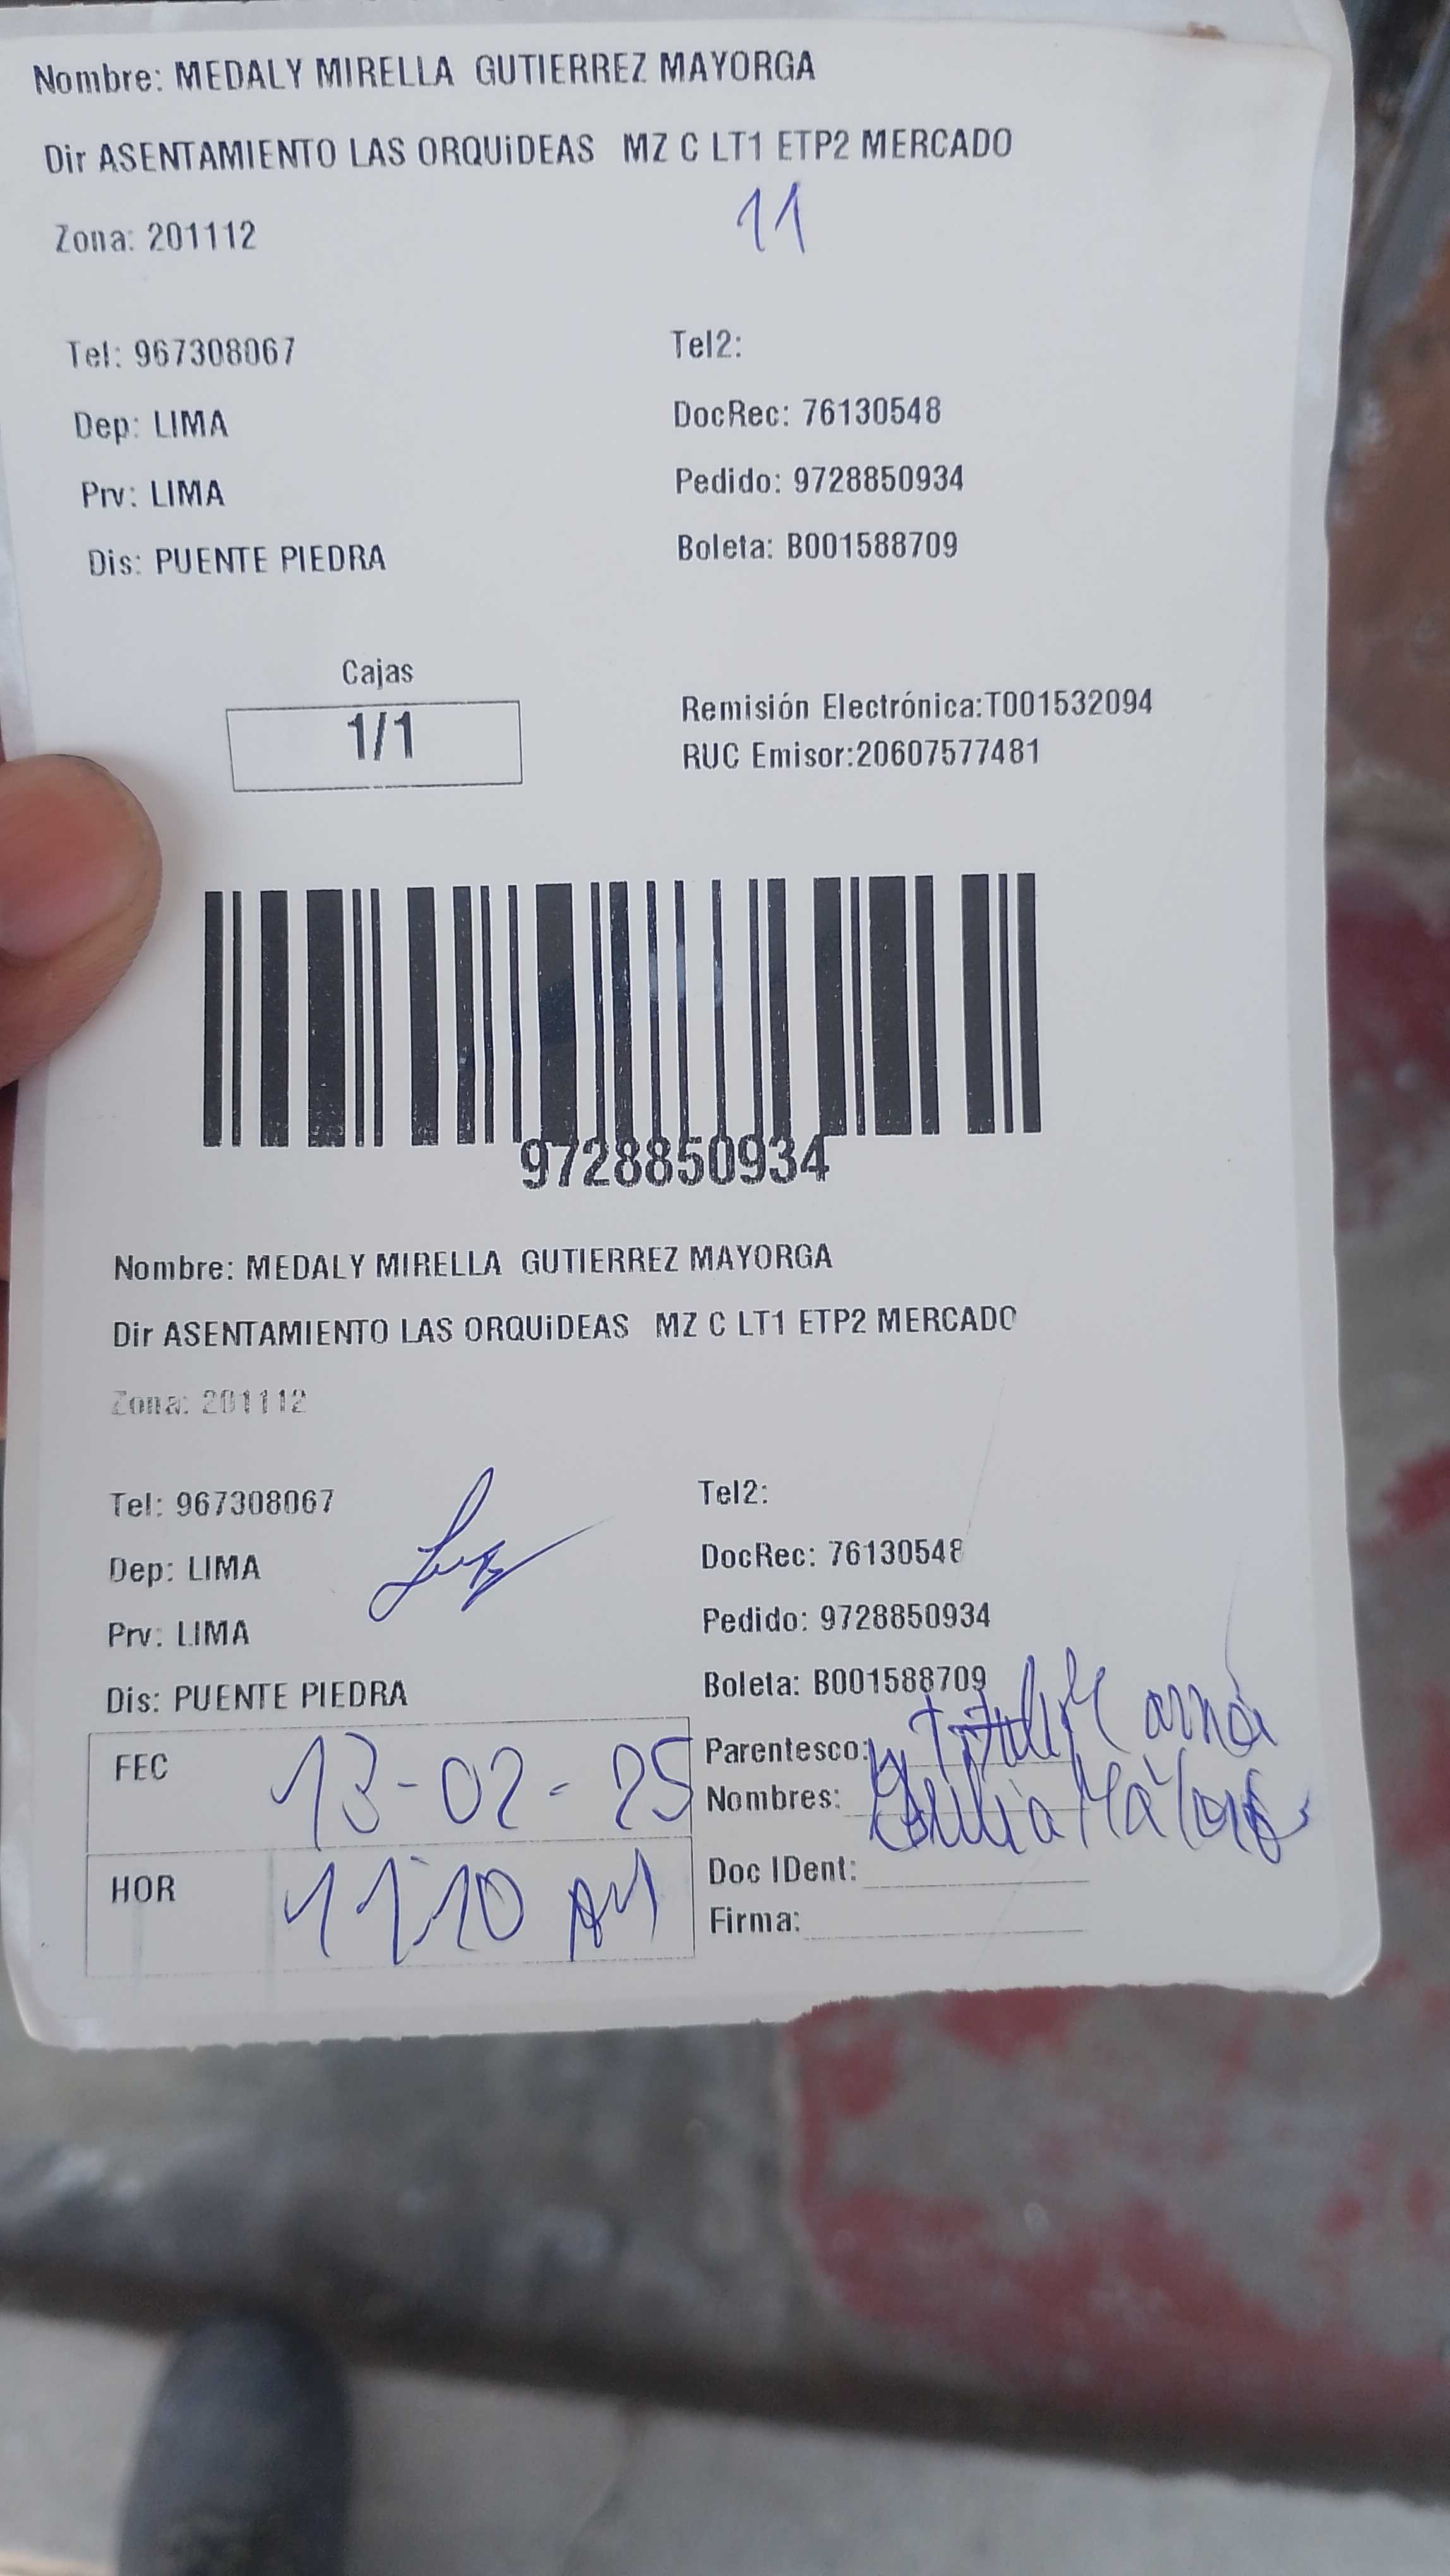 Nombre: MEDALY MIRELLA GUTIERREZ MAYORGA
Dir ASENTAMIENTO LAS ORQUiDEAS MZ C LT1 ETP2 MERCADO
11
Zona: 201112
Tel: 967308067 Tel2:
Dep: LIMA DocRec: 76130548
Prv: LIMA Pedido: 9728850934
Dis: PUENTE PIEDRA Boleta: B001588709
Cajas
1/1
Remisión Electrónica:T001532094
RUC Emisor:20607577481
9728850934
Nombre: MEDALY MIRELLA GUTIERREZ MAYORGA
Dir ASENTAMIENTO LAS ORQUiDEAS MZ C LT1 ETP2 MERCADO
Zona: 201112
Tel: 967308067 Tel2:
Dep: LIMA DocRec: 76130548
Prv: LIMA Pedido: 9728850934
Dis: PUENTE PIEDRA Boleta: B001588709
FEC 13-02-25
HOR 11:10 AM
Parentesco:
Nombres:
Doc IDent:
Firma: